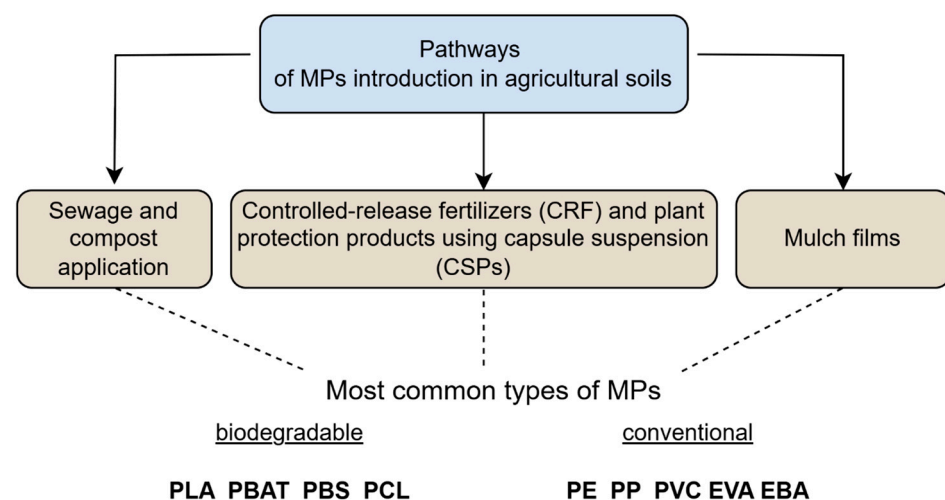 Pathways
of MPs introduction in agricultural soils
Sewage and
compost
application
Controlled-release fertilizers (CRF) and plant
protection products using capsule suspension
(CSPs)
Mulch films
Most common types of MPs
biodegradable
conventional
PLA PBAT PBS PCL
PE PP PVC EVA EBA